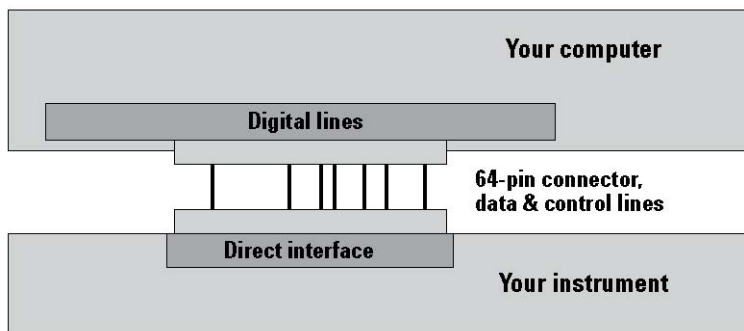 Your computer
Digital lines
64-pin connector,
data & control lines
Direct interface
Your instrument